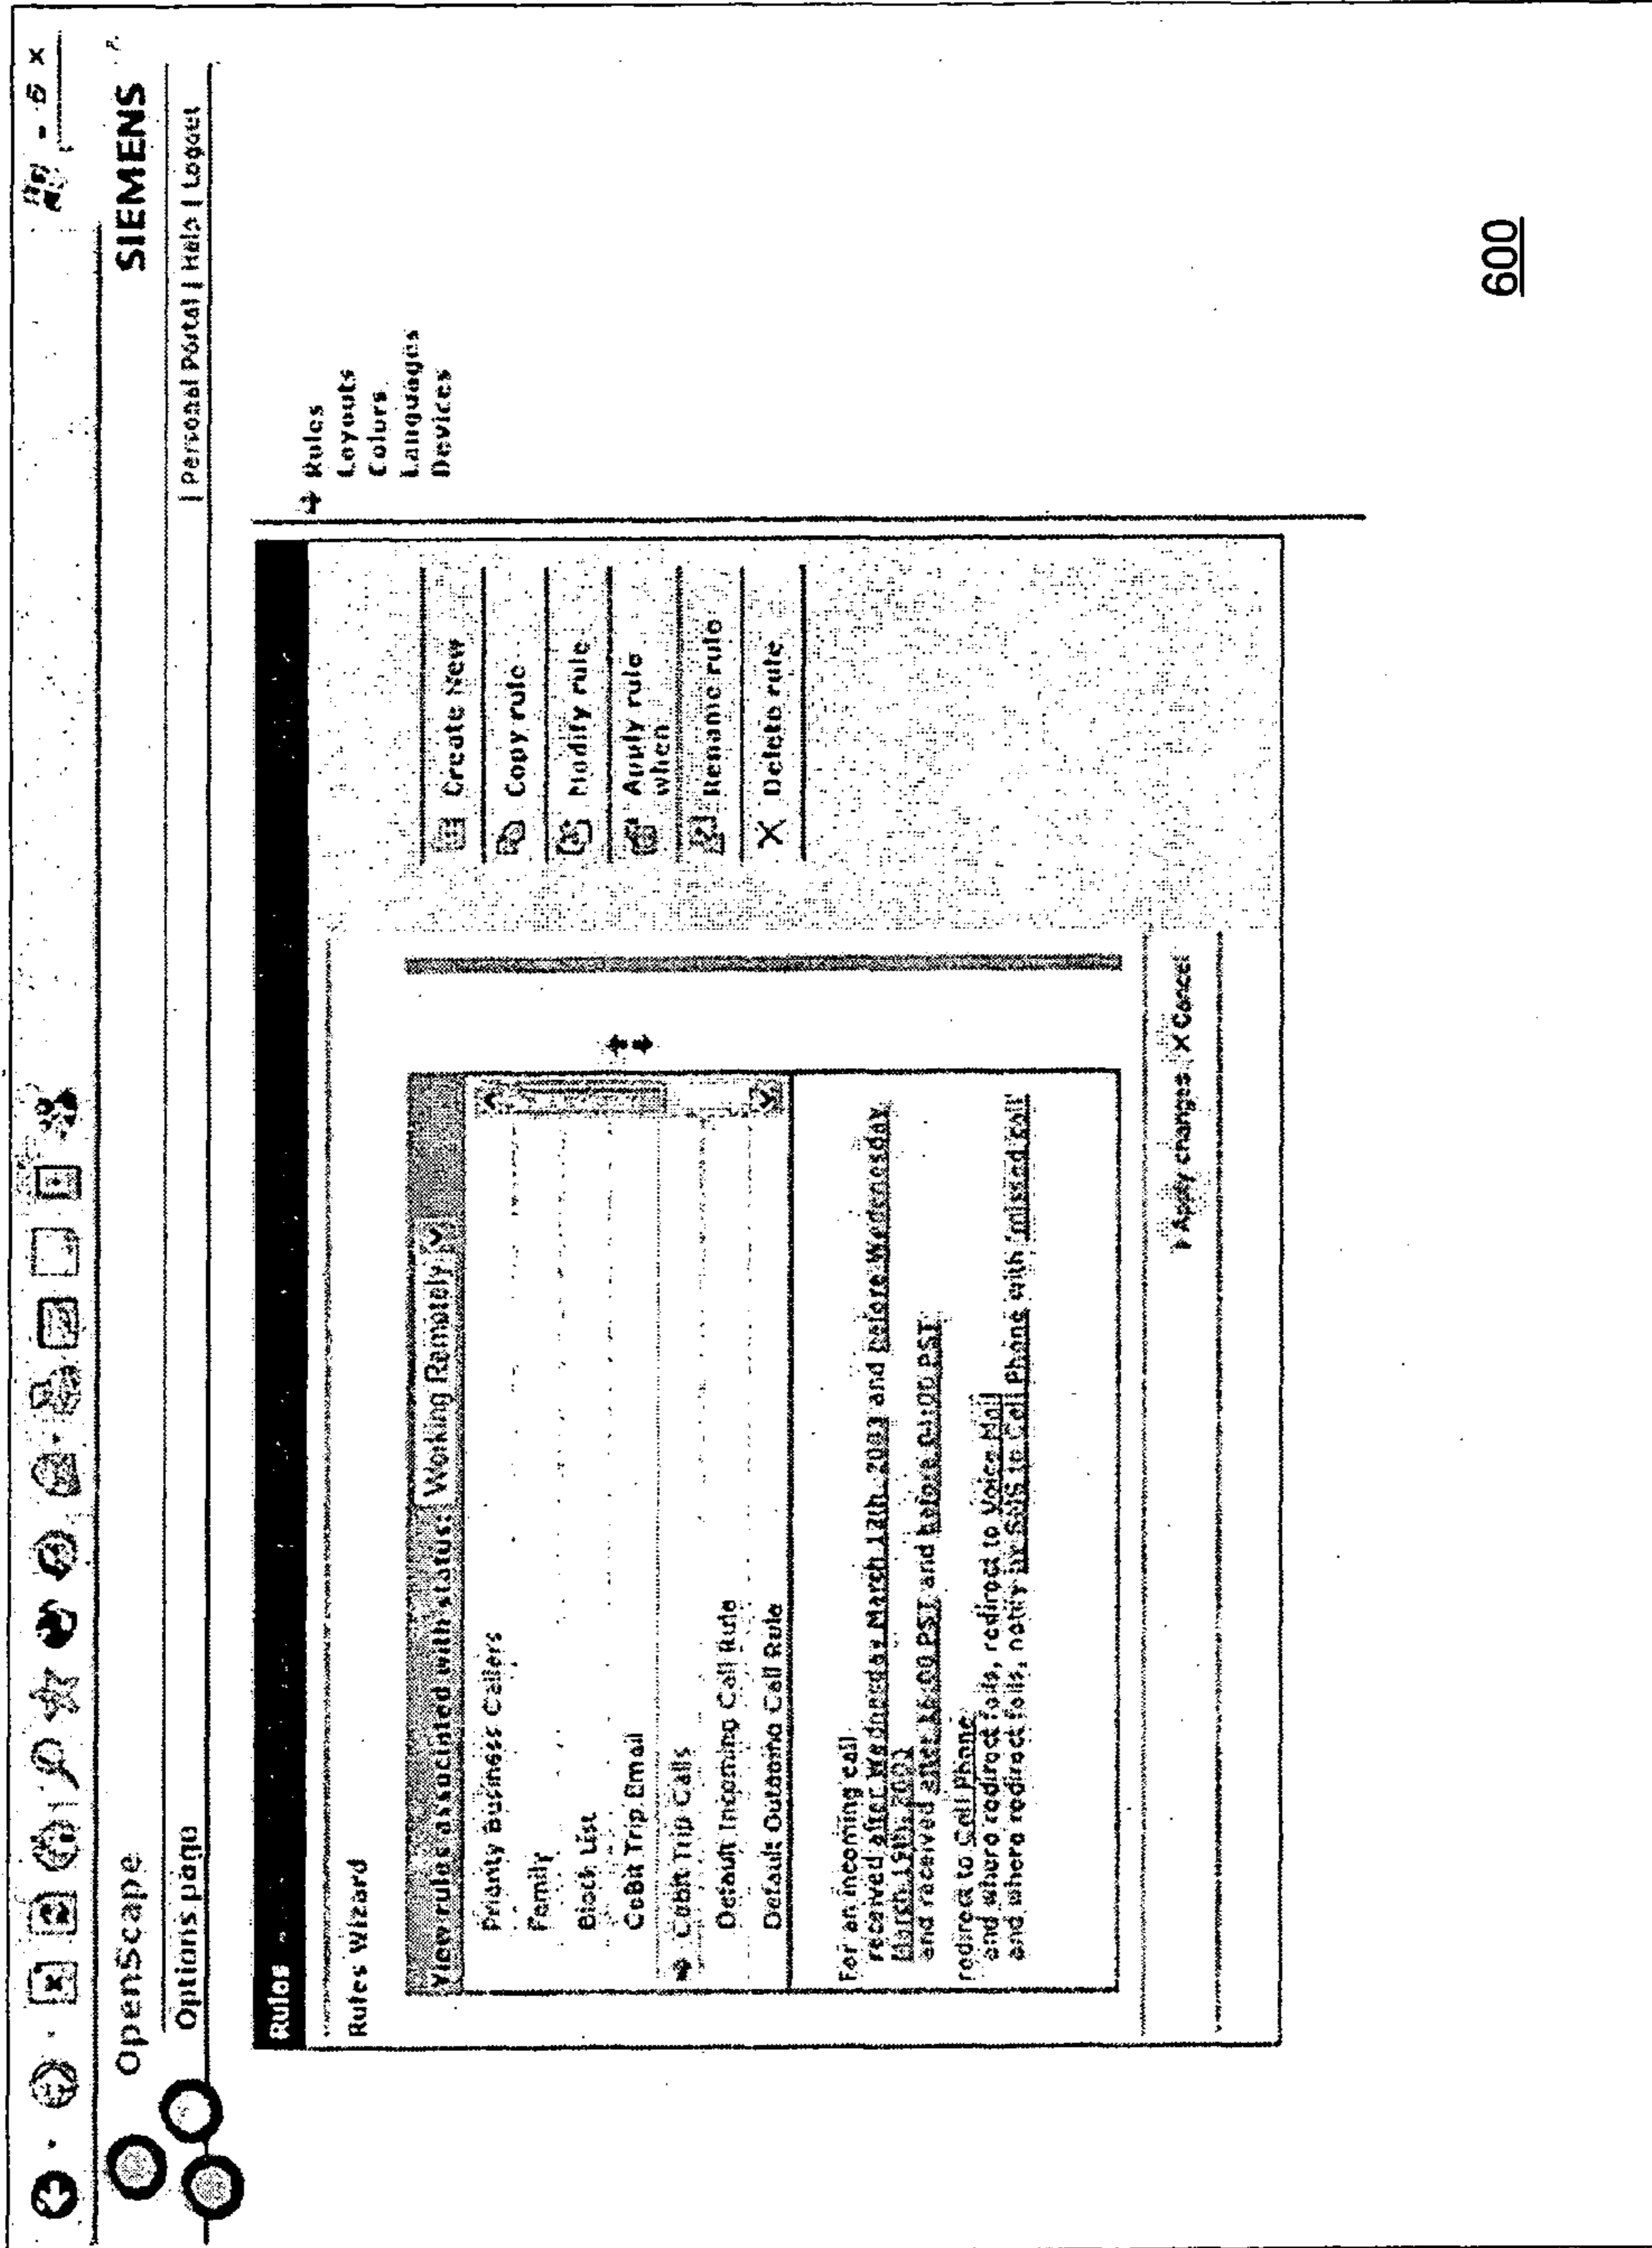 OpenScape
SIEMENS
Options page
| Personal Portal | Help | Logout
Rules
Rules Wizard
View rules associated with status: Working Remotely
Priority Business Callers
Family
Block List
CeBit Trip Email
CeBit Trip Calls
Default Incoming Call Rule
Default Outgoing Call Rule
For an incoming call
received after Wednesday March 12th 2003 and before Wednesday
March 19th, 2003
and received after 16:00 PST and before 04:00 PST
redirect to Cell Phone
and where redirect fails, redirect to Voice Mail
and where redirect fails, notify by SMS to Cell Phone with 'missed call'
Create New
Copy rule
Modify rule
Apply rule
when
Rename rule
Delete rule
Apply changes
X Cancel
Rules
Layouts
Colors
Languages
Devices
600